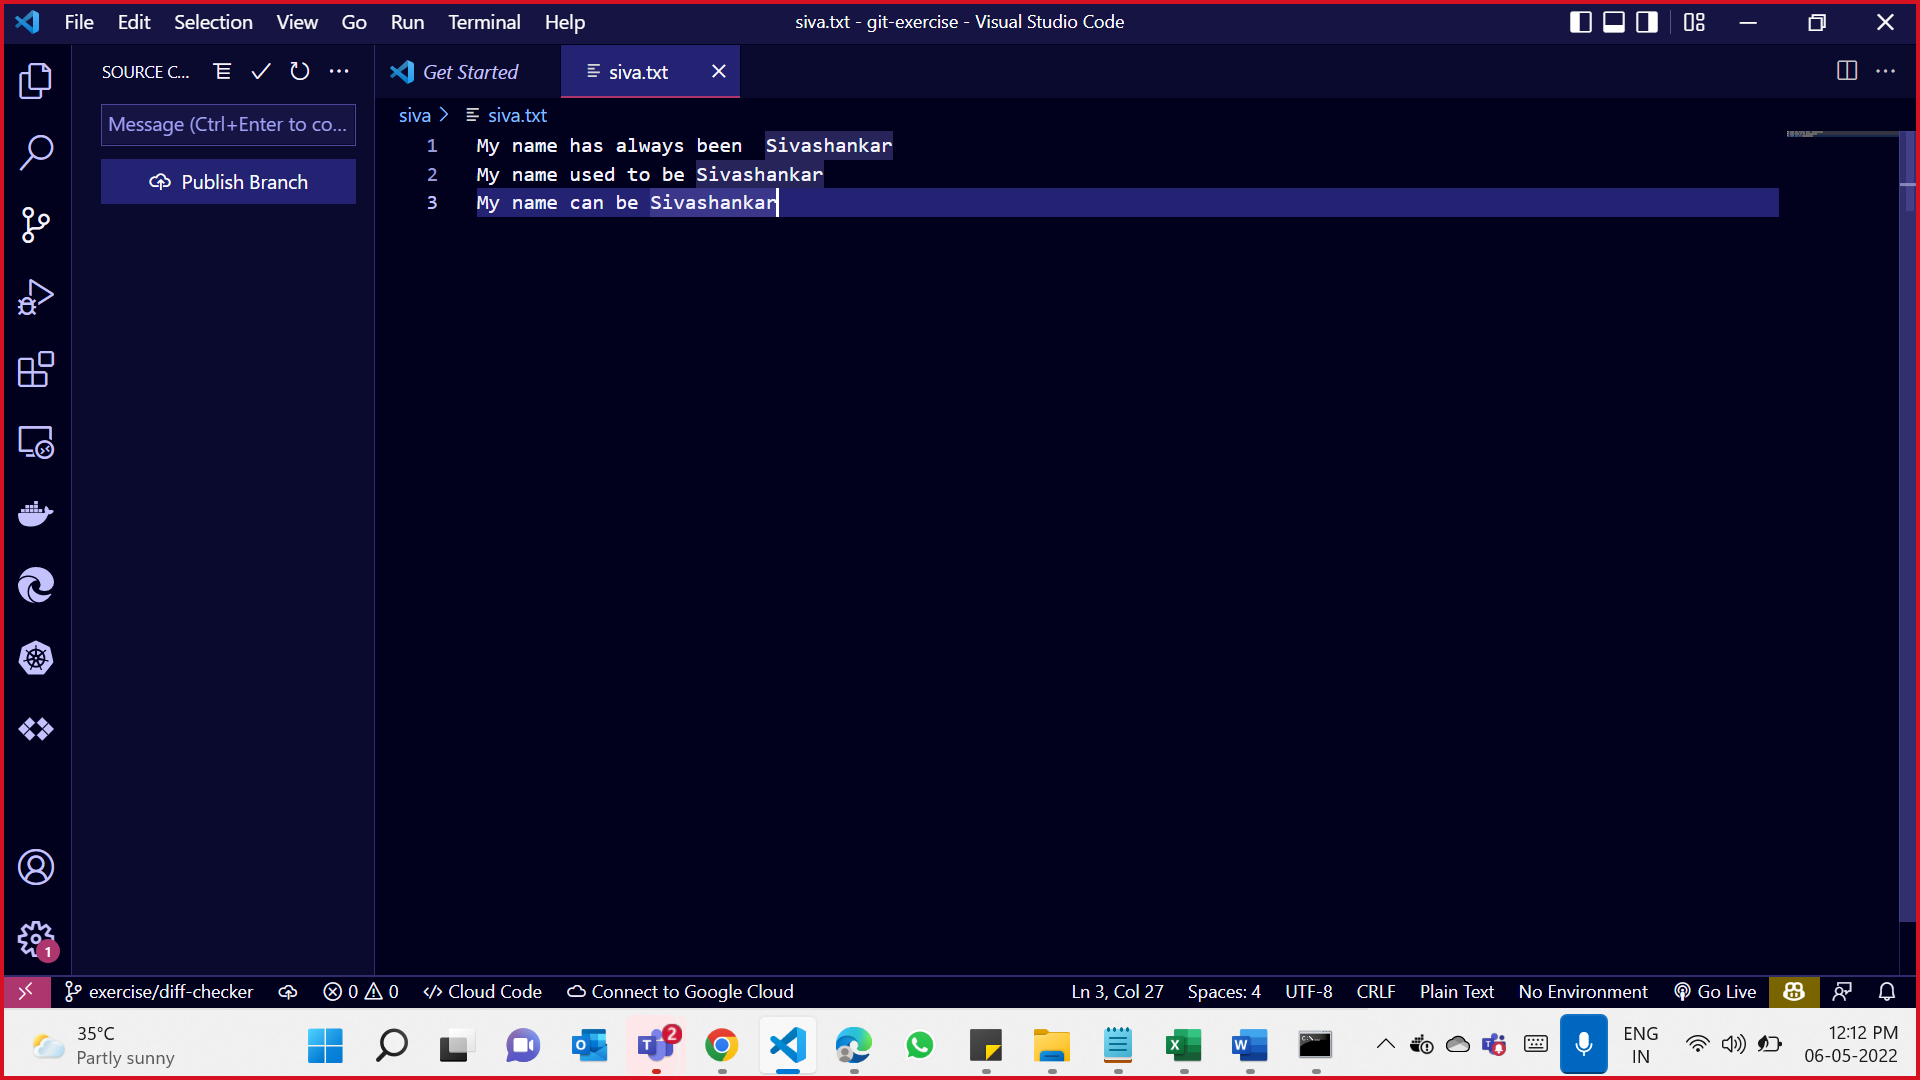 File Edit Selection View Go Run Terminal Help
siva.txt - git-exercise - Visual Studio Code
SOURCE C...
Message (Ctrl+Enter to co...
Publish Branch
Get Started
siva.txt
siva > siva.txt
1 My name has always been  Sivashankar
2 My name used to be Sivashankar
3 My name can be Sivashankar
1
exercise/diff-checker 0 0 Cloud Code Connect to Google Cloud Ln 3, Col 27 Spaces: 4 UTF-8 CRLF Plain Text No Environment Go Live
35°C
Partly sunny
2
ENG
IN
12:12 PM
06-05-2022